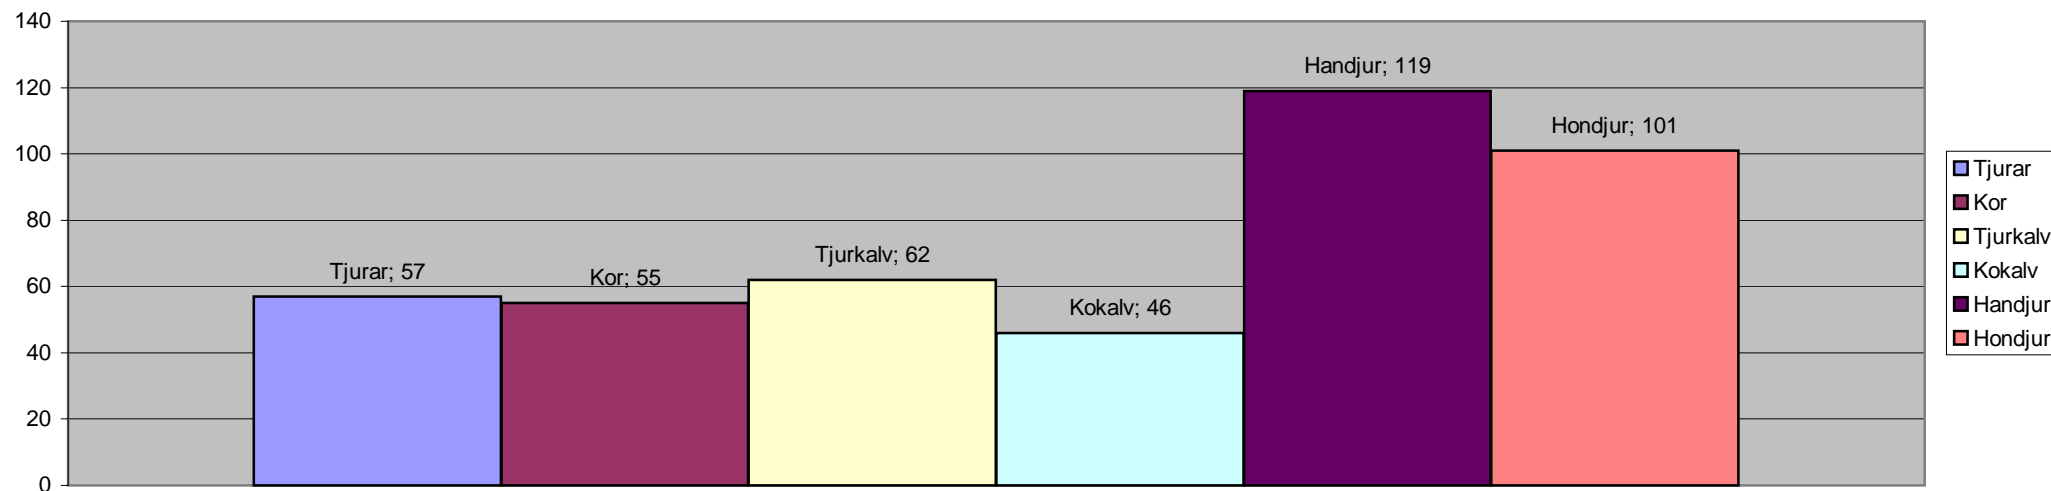 140
120
100
80
60
40
20
0
Tjurar; 57
Kor; 55
Tjurkalv; 62
Kokalv; 46
Handjur; 119
Hondjur; 101
Tjurar
Kor
Tjurkalv
Kokalv
Handjur
Hondjur